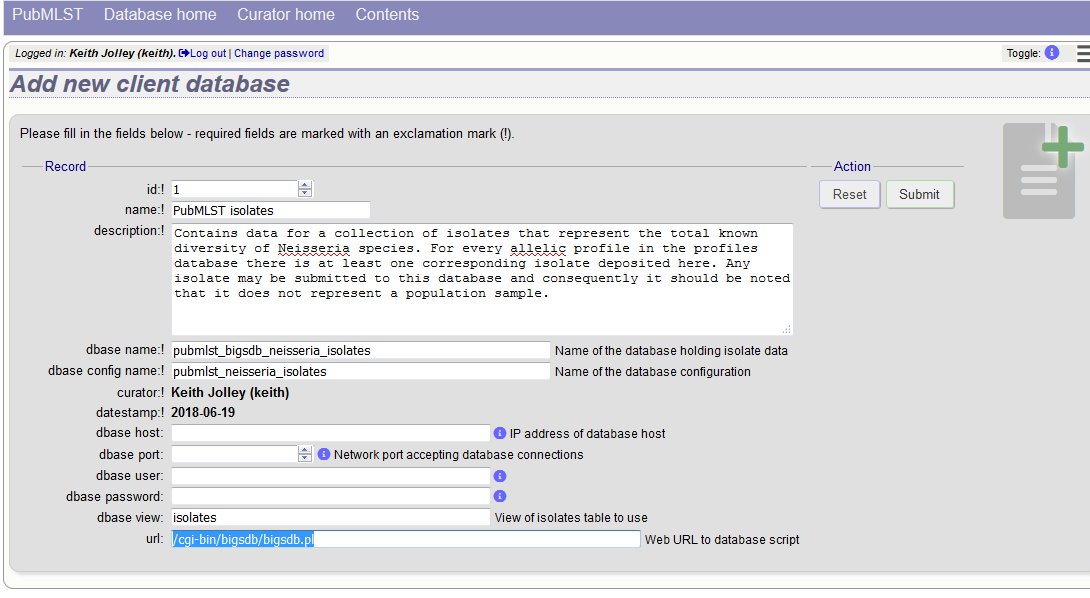 PubMLST Database home Curator home Contents
Logged in: Keith Jolley (keith). Log out | Change password Toggle: i
Add new client database
Please fill in the fields below - required fields are marked with an exclamation mark (!).
Record Action
id:! 1 Reset Submit
name:! PubMLST isolates
description:! Contains data for a collection of isolates that represent the total known
diversity of Neisseria species. For every allelic profile in the profiles
database there is at least one corresponding isolate deposited here. Any
isolate may be submitted to this database and consequently it should be noted
that it does not represent a population sample.
dbase name:! pubmlst_bigsdb_neisseria_isolates Name of the database holding isolate data
dbase config name:! pubmlst_neisseria_isolates Name of the database configuration
curator:! Keith Jolley (keith)
datestamp:! 2018-06-19
dbase host: i IP address of database host
dbase port: i Network port accepting database connections
dbase user: i
dbase password: i
dbase view: isolates View of isolates table to use
url: /cgi-bin/bigsdb/bigsdb.pl Web URL to database script